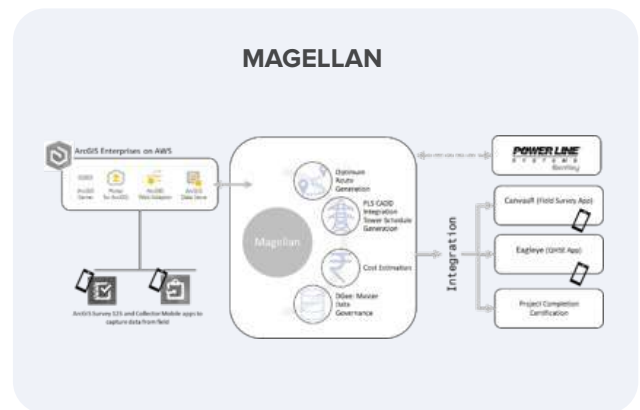 MAGELLAN
ArcGIS Enterprises on AWS
ArcGIS
Server
Portal
for ArcGIS
ArcGIS
Web Adaptor
ArcGIS
Data Store
ArcGIS Survey 123 and Collector Mobile apps to
capture data from field
Magellan
Optimum
Route
Generation
PLS CADD
Integration
Tower Schedule
Generation
Cost Estimation
Master
Data
Governance
Integration
POWER LINE
SYSTEMS
Bentley
(Field Survey App)
Eagleye (QHSE App)
Project Completion
Certification